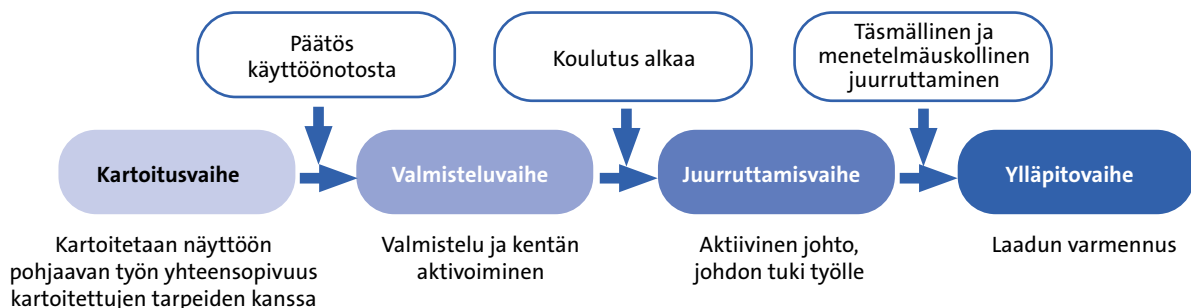 Päätös
käyttöönotosta
Koulutus alkaa
Täsmällinen ja
menetelmäuskollinen
juurruttaminen
Kartoitusvaihe
Valmisteluvaihe
Juurruttamisvaihe
Ylläpitovaihe
Kartoitetaan näyttöön
pohjaavan työn yhteensopivuus
kartoitettujen tarpeiden kanssa
Valmistelu ja kentän
aktivoiminen
Aktiivinen johto,
johdon tuki työlle
Laadun varmennus